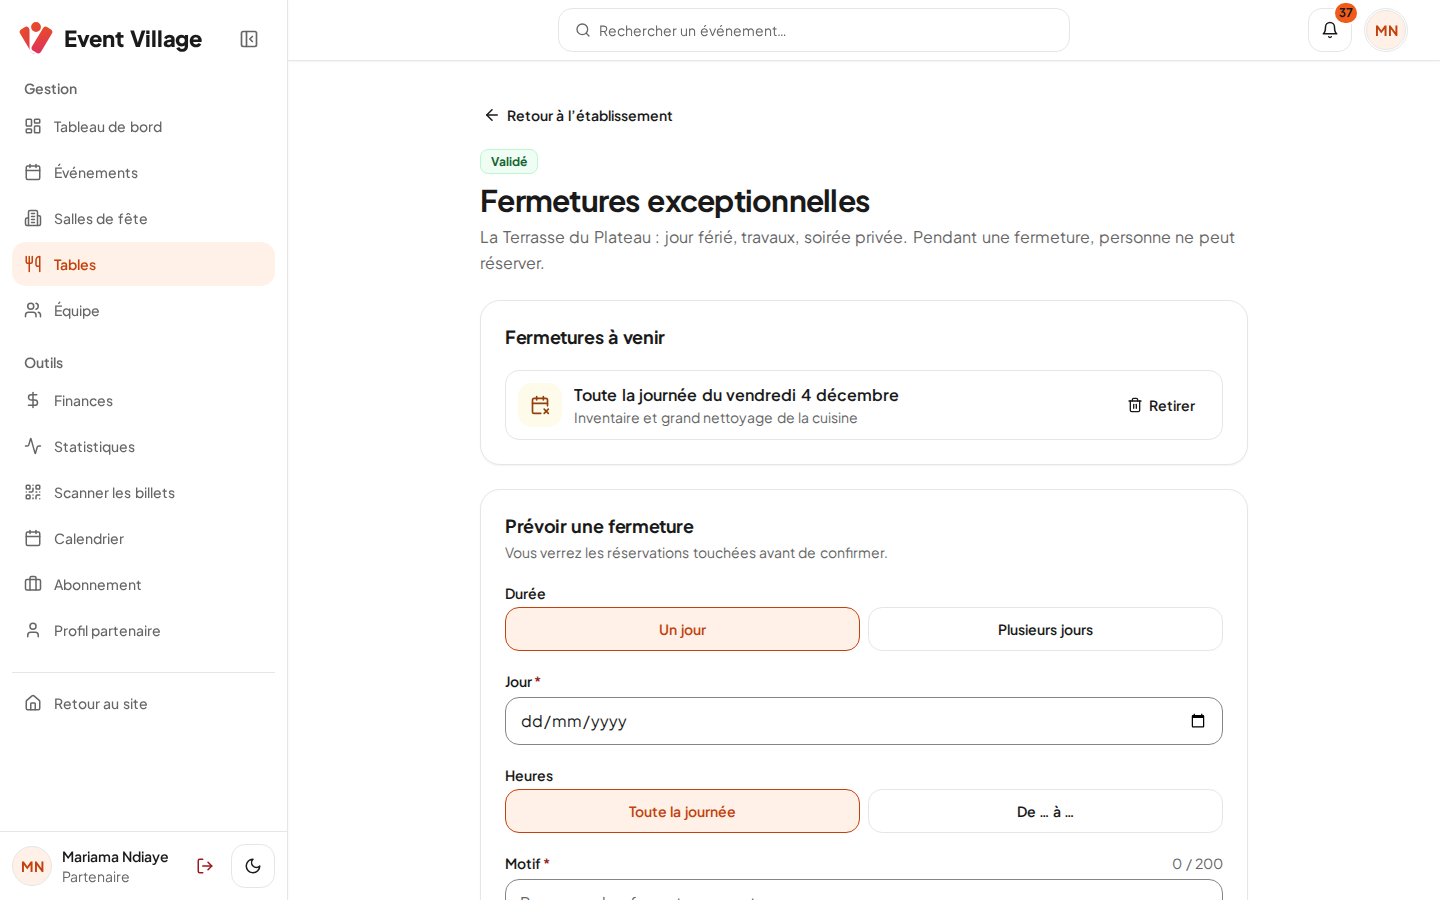 Event Village
Rechercher un événement...
37
MN
Gestion
Tableau de bord
Événements
Salles de fête
Tables
Équipe
Outils
Finances
Statistiques
Scanner les billets
Calendrier
Abonnement
Profil partenaire
Retour au site
MN
Mariama Ndiaye
Partenaire
Retour à l'établissement
Validé
Fermetures exceptionnelles
La Terrasse du Plateau : jour férié, travaux, soirée privée. Pendant une fermeture, personne ne peut
réserver.
Fermetures à venir
Toute la journée du vendredi 4 décembre
Inventaire et grand nettoyage de la cuisine
Retirer
Prévoir une fermeture
Vous verrez les réservations touchées avant de confirmer.
Durée
Un jour
Plusieurs jours
Jour *
dd/mm/yyyy
Heures
Toute la journée
De ... à ...
Motif *
0 / 200